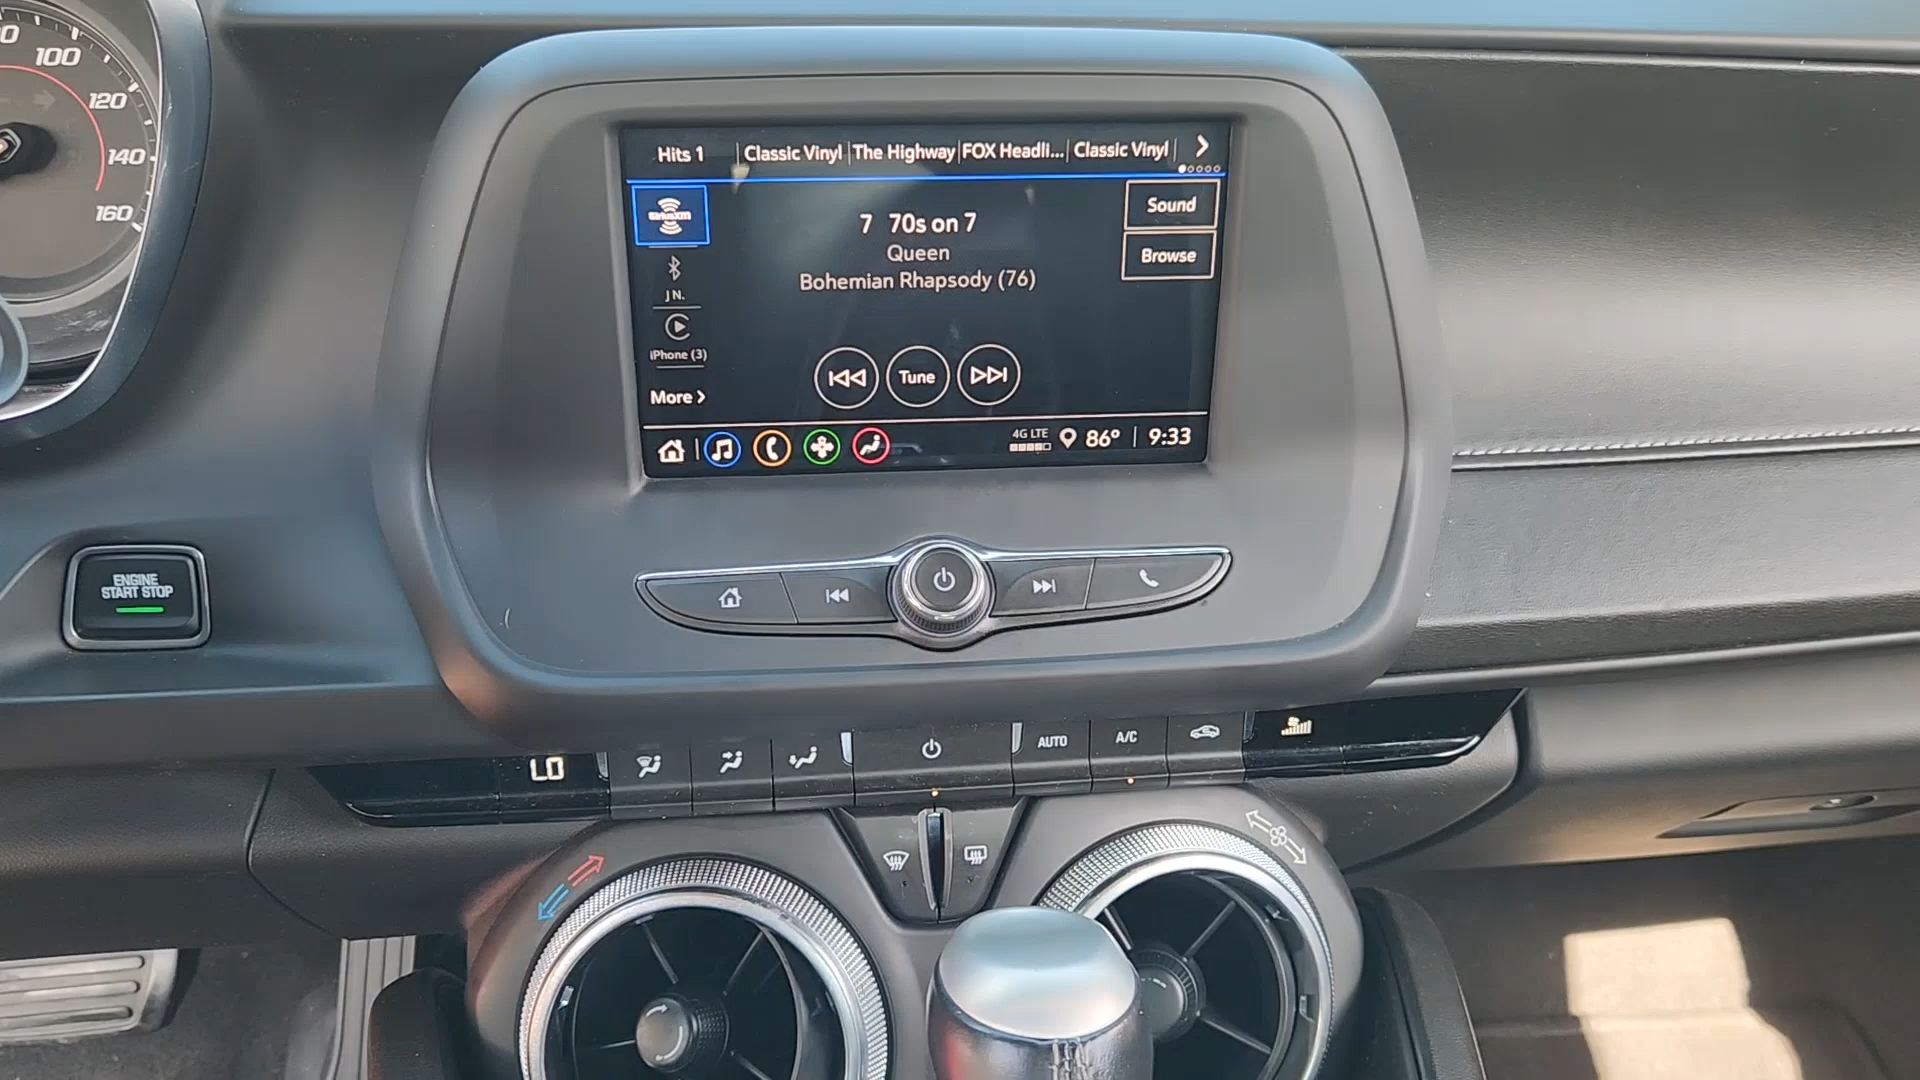 100
120
140
160
Hits 1
Classic Vinyl
The Highway
FOX Headli...
Classic Vinyl
SiriusXM
7 70s on 7
Queen
Bohemian Rhapsody (76)
Sound
Browse
J N.
iPhone (3)
More
Tune
4G LTE
86°
9:33
ENGINE
START STOP
LO
AUTO
A/C